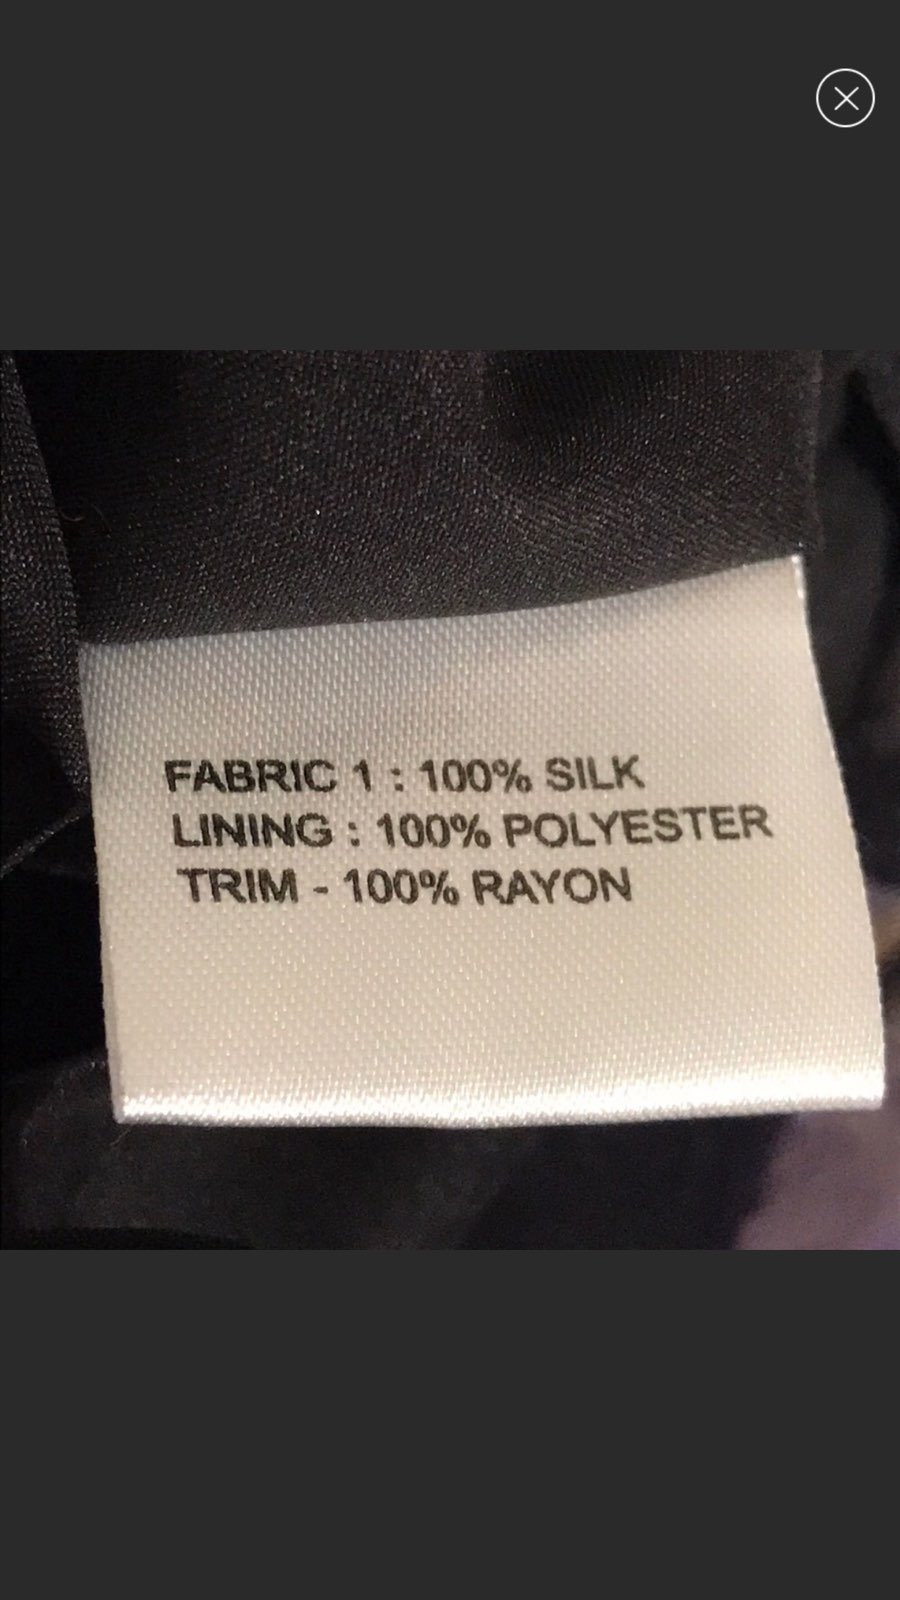 FABRIC 1 : 100% SILK
LINING : 100% POLYESTER
TRIM - 100% RAYON